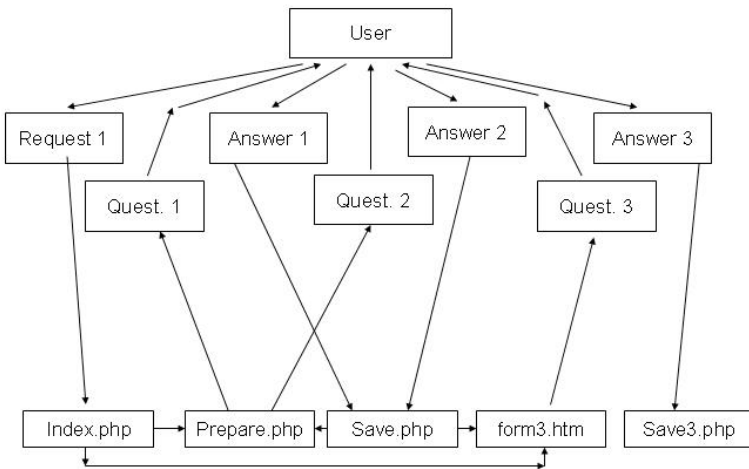 User
Request 1
Answer 1
Answer 2
Answer 3
Quest. 1
Quest. 2
Quest. 3
Index.php
Prepare.php
Save.php
form3.htm
Save3.php